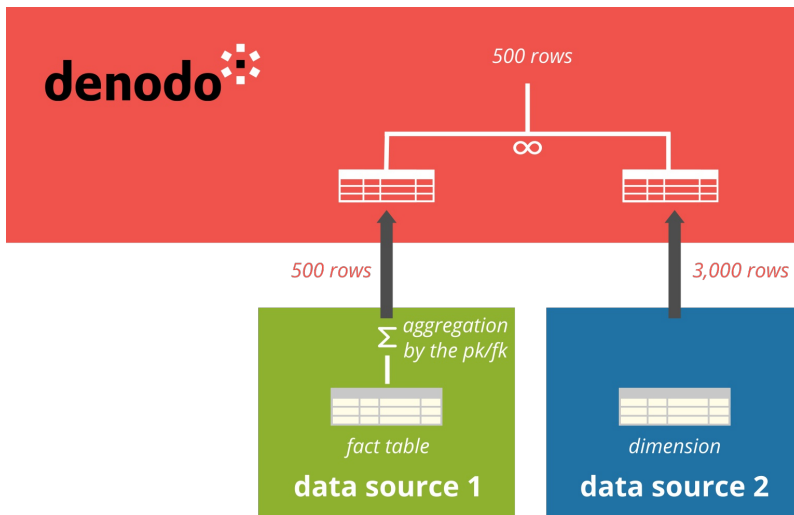 denodo
500 rows
∞
500 rows
3,000 rows
Σ aggregation
by the pk/fk
fact table
dimension
data source 1
data source 2